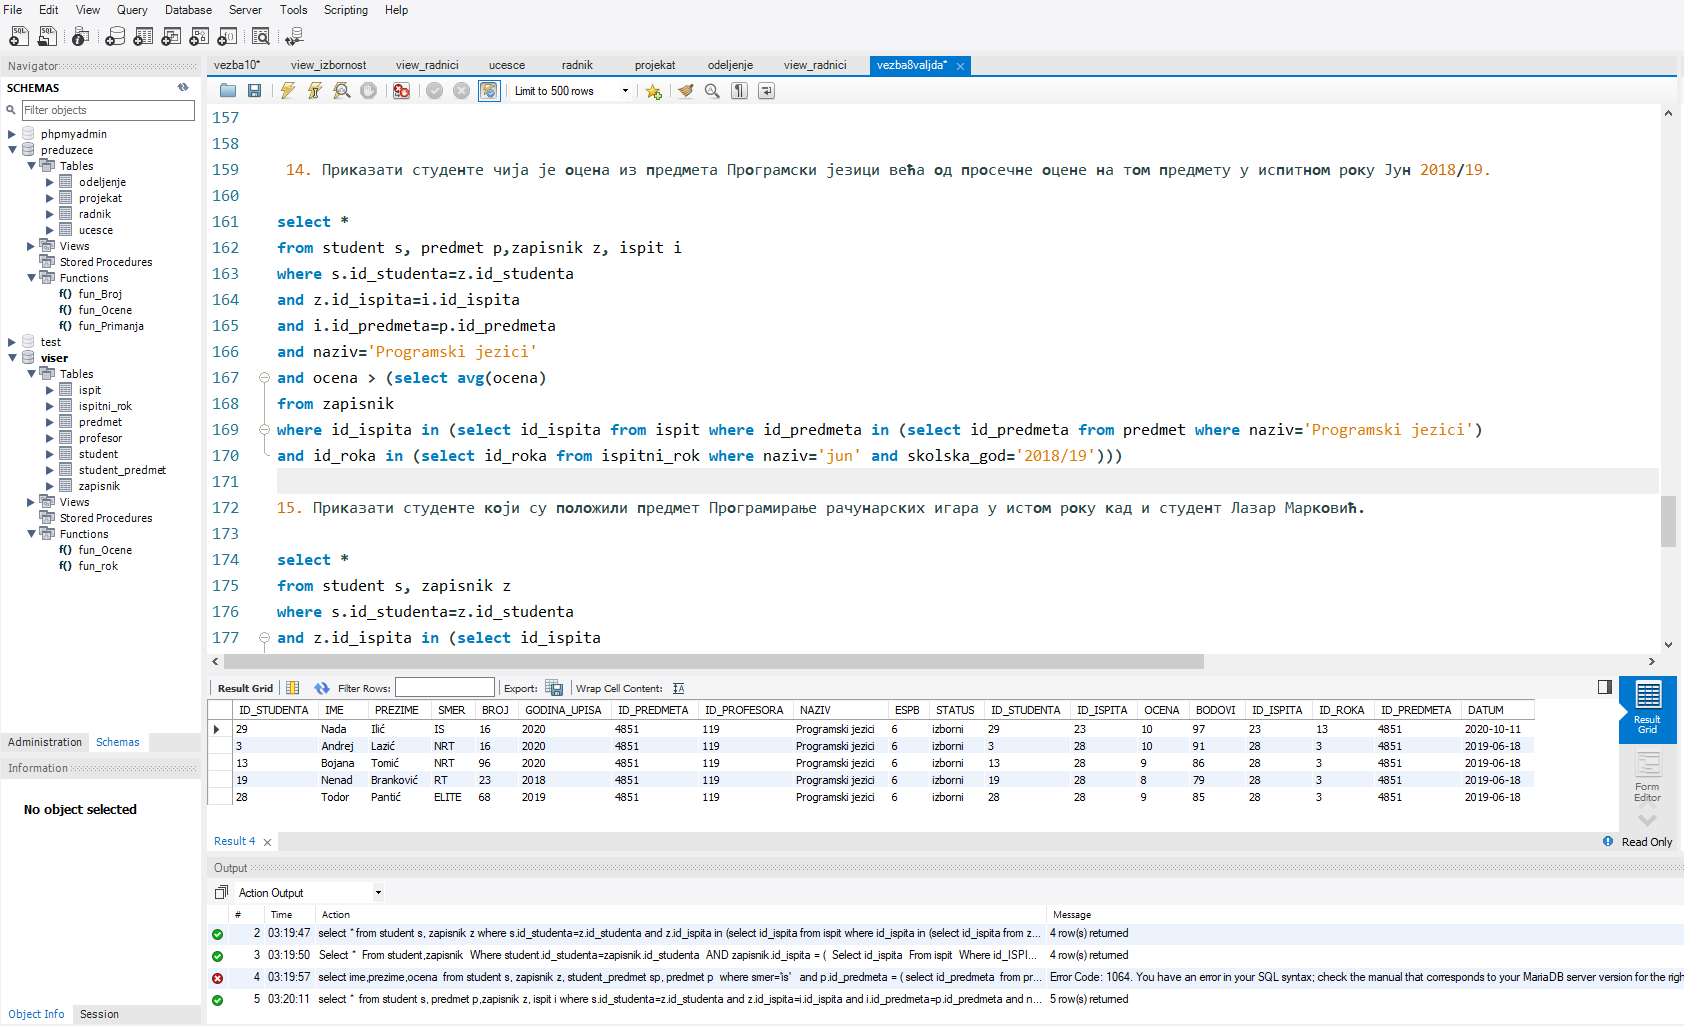 File Edit View Query Database Server Tools Scripting Help
Navigator
SCHEMAS
Filter objects
phpmyadmin
preduzece
Tables
odeljenje
projekat
radnik
ucesce
Views
Stored Procedures
Functions
f() fun_Broj
f() fun_Ocene
f() fun_Primanja
test
viser
Tables
ispit
ispitni_rok
predmet
profesor
student
student_predmet
zapisnik
Views
Stored Procedures
Functions
f() fun_Ocene
f() fun_rok
Administration Schemas
Information
No object selected
Object Info Session
vezba10* view_izbornost view_radnici ucesce radnik projekat odeljenje view_radnici vezba8valjda*
Limit to 500 rows
157
158
159 14. Приказати студенте чија је оцена из предмета Програмски језици већа од просечне оцене на том предмету у испитном року Јун 2018/19.
160
161 select *
162 from student s, predmet p,zapisnik z, ispit i
163 where s.id_studenta=z.id_studenta
164 and z.id_ispita=i.id_ispita
165 and i.id_predmeta=p.id_predmeta
166 and naziv='Programski jezici'
167 and ocena > (select avg(ocena)
168 from zapisnik
169 where id_ispita in (select id_ispita from ispit where id_predmeta in (select id_predmeta from predmet where naziv='Programski jezici')
170 and id_roka in (select id_roka from ispitni_rok where naziv='jun' and skolska_god='2018/19')))
171
172 15. Приказати студенте који су положили предмет Програмирање рачунарских игара у истом року кад и студент Лазар Марковић.
173
174 select *
175 from student s, zapisnik z
176 where s.id_studenta=z.id_studenta
177 and z.id_ispita in (select id_ispita
Result Grid Filter Rows: Export: Wrap Cell Content:
ID_STUDENTA IME PREZIME SMER BROJ GODINA_UPISA ID_PREDMETA ID_PROFESORA NAZIV ESPB STATUS ID_STUDENTA ID_ISPITA OCENA BODOVI ID_ISPITA ID_ROKA ID_PREDMETA DATUM
29 Nada Ilić IS 16 2020 4851 119 Programski jezici 6 izborni 29 23 10 97 23 13 4851 2020-10-11
3 Andrej Lazić NRT 16 2020 4851 119 Programski jezici 6 izborni 3 28 10 91 28 3 4851 2019-06-18
13 Bojana Tomić NRT 96 2020 4851 119 Programski jezici 6 izborni 13 28 9 86 28 3 4851 2019-06-18
19 Nenad Branković RT 23 2018 4851 119 Programski jezici 6 izborni 19 28 8 79 28 3 4851 2019-06-18
28 Todor Pantić ELITE 68 2019 4851 119 Programski jezici 6 izborni 28 28 9 85 28 3 4851 2019-06-18
Result Grid
Form Editor
Result 4 Read Only
Output
Action Output
# Time Action Message
2 03:19:47 select * from student s, zapisnik z where s.id_studenta=z.id_studenta and z.id_ispita in (select id_ispita from ispit where id_ispita in (select id_ispita from z... 4 row(s) returned
3 03:19:50 Select * From student,zapisnik Where student.id_studenta=zapisnik.id_studenta AND zapisnik.id_ispita = ( Select id_ispita From ispit Where id_ISPI... 4 row(s) returned
4 03:19:57 select ime,prezime,ocena from student s, zapisnik z, student_predmet sp, predmet p where smer='is' and p.id_predmeta = ( select id_predmeta from pr... Error Code: 1064. You have an error in your SQL syntax; check the manual that corresponds to your MariaDB server version for the righ
5 03:20:11 select * from student s, predmet p,zapisnik z, ispit i where s.id_studenta=z.id_studenta and z.id_ispita=i.id_ispita and i.id_predmeta=p.id_predmeta and n... 5 row(s) returned